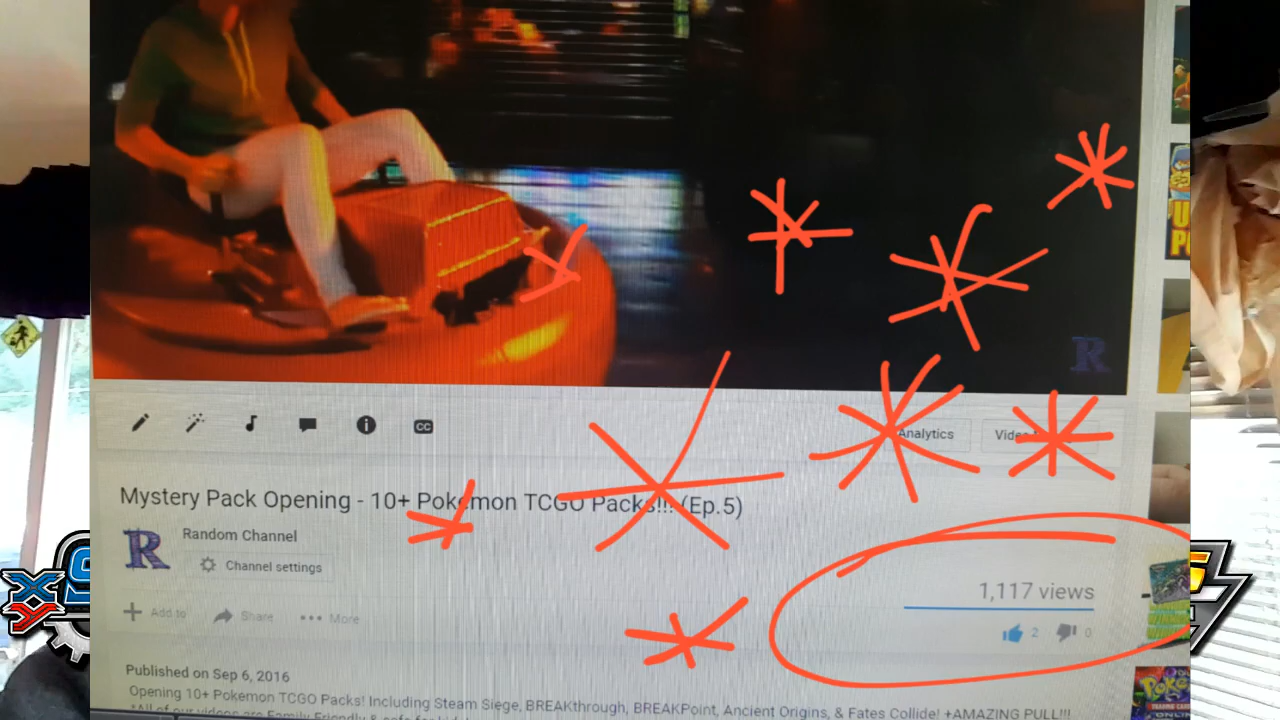 R
CC
Analytics
Mystery Pack Opening - 10+ Pokemon TCGO Packs!!! (Ep.5)
R
Random Channel
Channel settings
1,117 views
Add to
Share
More
2
0
Published on Sep 6, 2016
Opening 10+ Pokemon TCGO Packs! Including Steam Siege, BREAKthrough, BREAKPoint, Ancient Origins, & Fates Collide! +AMAZING PULL!!!
XY